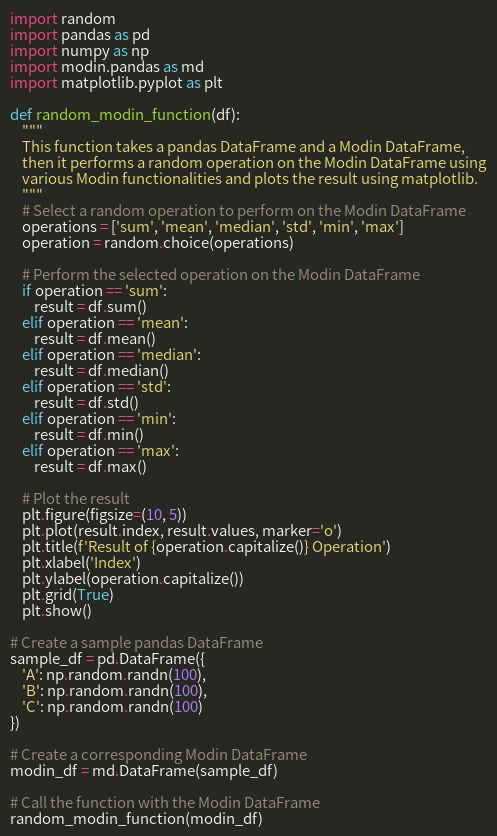 import random
import pandas as pd
import numpy as np
import modin.pandas as md
import matplotlib.pyplot as plt

def random_modin_function(df):
    """
    This function takes a pandas DataFrame and a Modin DataFrame,
    then it performs a random operation on the Modin DataFrame using
    various Modin functionalities and plots the result using matplotlib.
    """
    # Select a random operation to perform on the Modin DataFrame
    operations = ['sum', 'mean', 'median', 'std', 'min', 'max']
    operation = random.choice(operations)

    # Perform the selected operation on the Modin DataFrame
    if operation == 'sum':
        result = df.sum()
    elif operation == 'mean':
        result = df.mean()
    elif operation == 'median':
        result = df.median()
    elif operation == 'std':
        result = df.std()
    elif operation == 'min':
        result = df.min()
    elif operation == 'max':
        result = df.max()

    # Plot the result
    plt.figure(figsize=(10, 5))
    plt.plot(result.index, result.values, marker='o')
    plt.title(f'Result of {operation.capitalize()} Operation')
    plt.xlabel('Index')
    plt.ylabel(operation.capitalize())
    plt.grid(True)
    plt.show()

# Create a sample pandas DataFrame
sample_df = pd.DataFrame({
    'A': np.random.randn(100),
    'B': np.random.randn(100),
    'C': np.random.randn(100)
})

# Create a corresponding Modin DataFrame
modin_df = md.DataFrame(sample_df)

# Call the function with the Modin DataFrame
random_modin_function(modin_df)